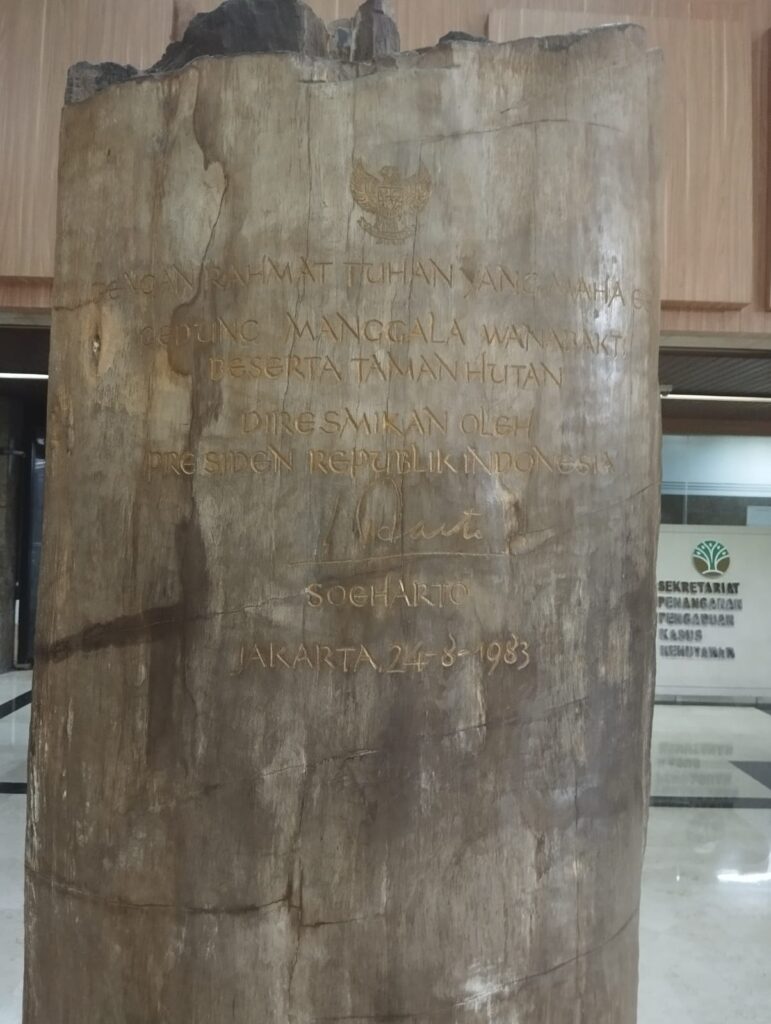 DENGAN RAHMAT TUHAN YANG MAHA E
GEDUNG MANGGALA WANABAKTI
BESERTA TAMAN HUTAN
DIRESMIKAN OLEH
PRESIDEN REPUBLIK INDONESIA
SOEHARTO
JAKARTA, 24-8-1983
SEKRETARIAT
PENANGANAN
PENGADUAN
KASUS
KEHUTANAN